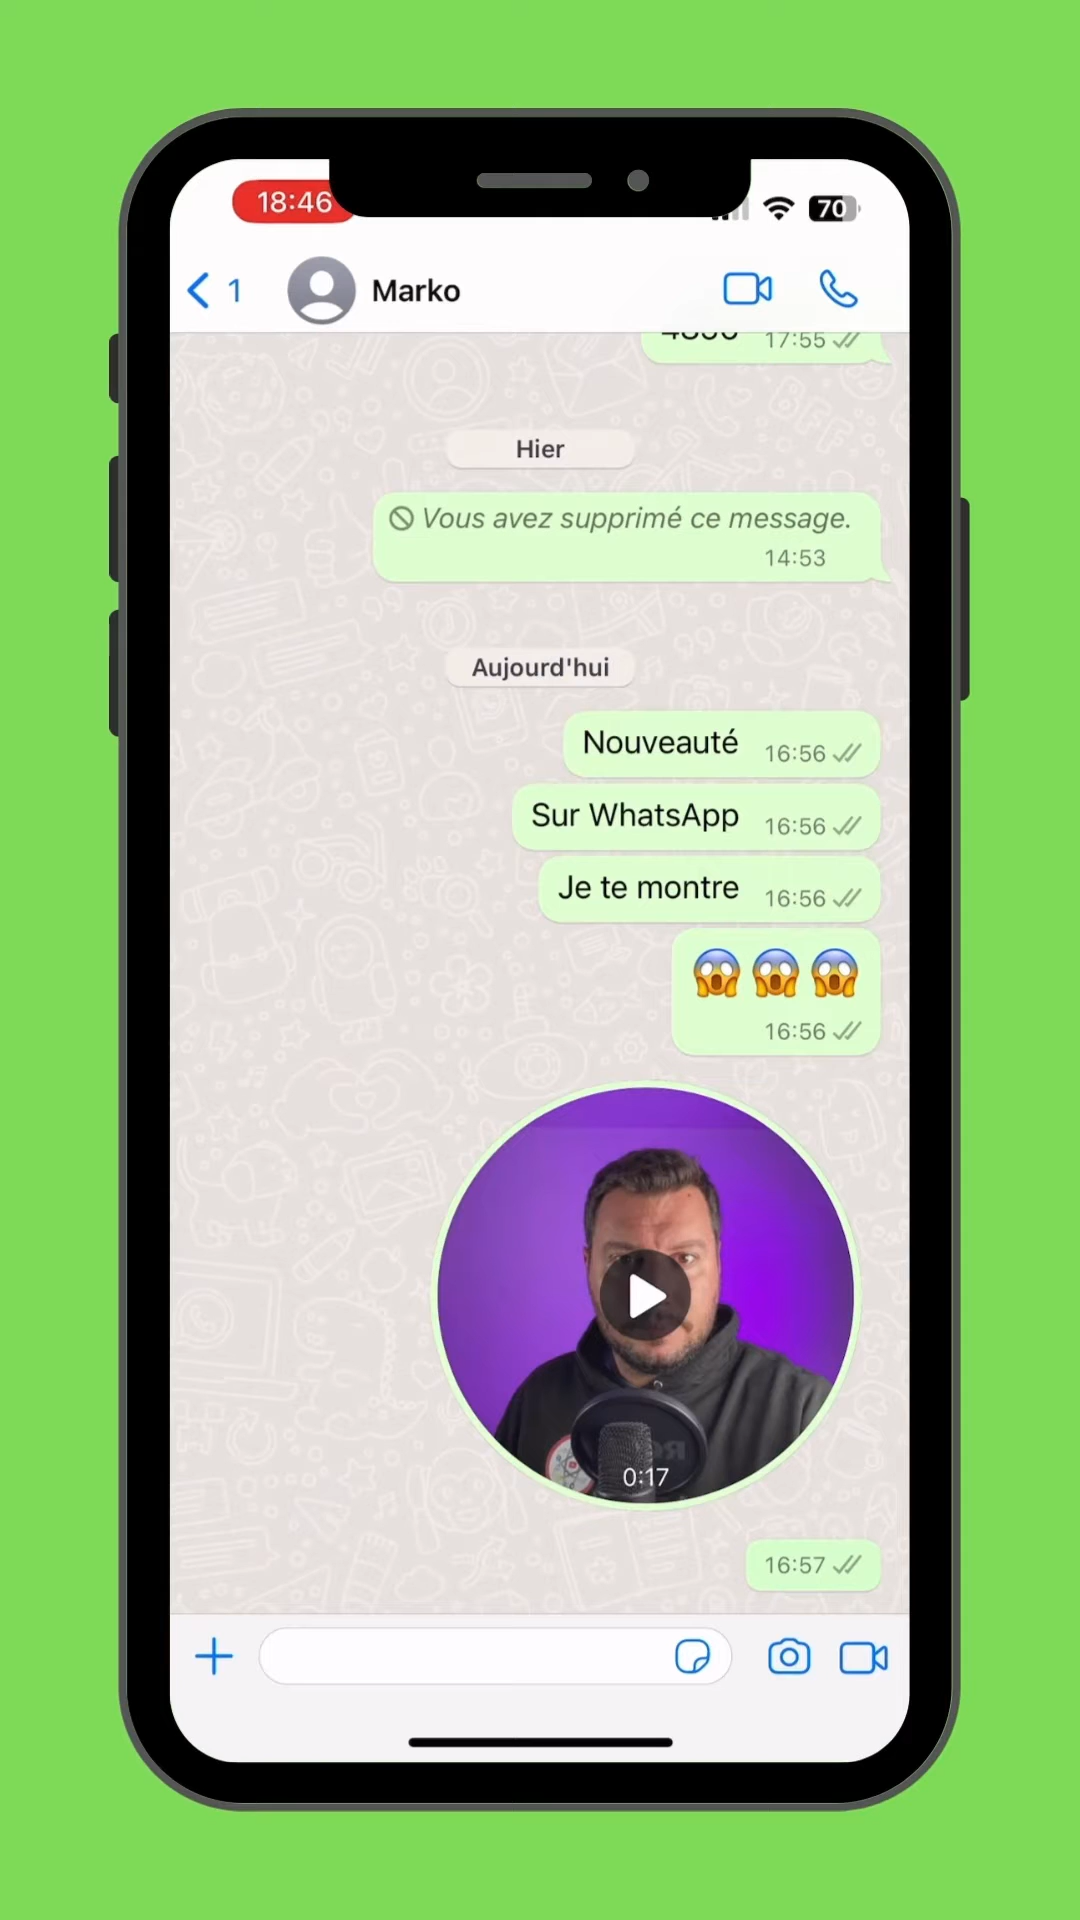 18:46
70
1
Marko
17:55
Hier
Vous avez supprimé ce message.
14:53
Aujourd'hui
Nouveauté 16:56
Sur WhatsApp 16:56
Je te montre 16:56
16:56
0:17
16:57